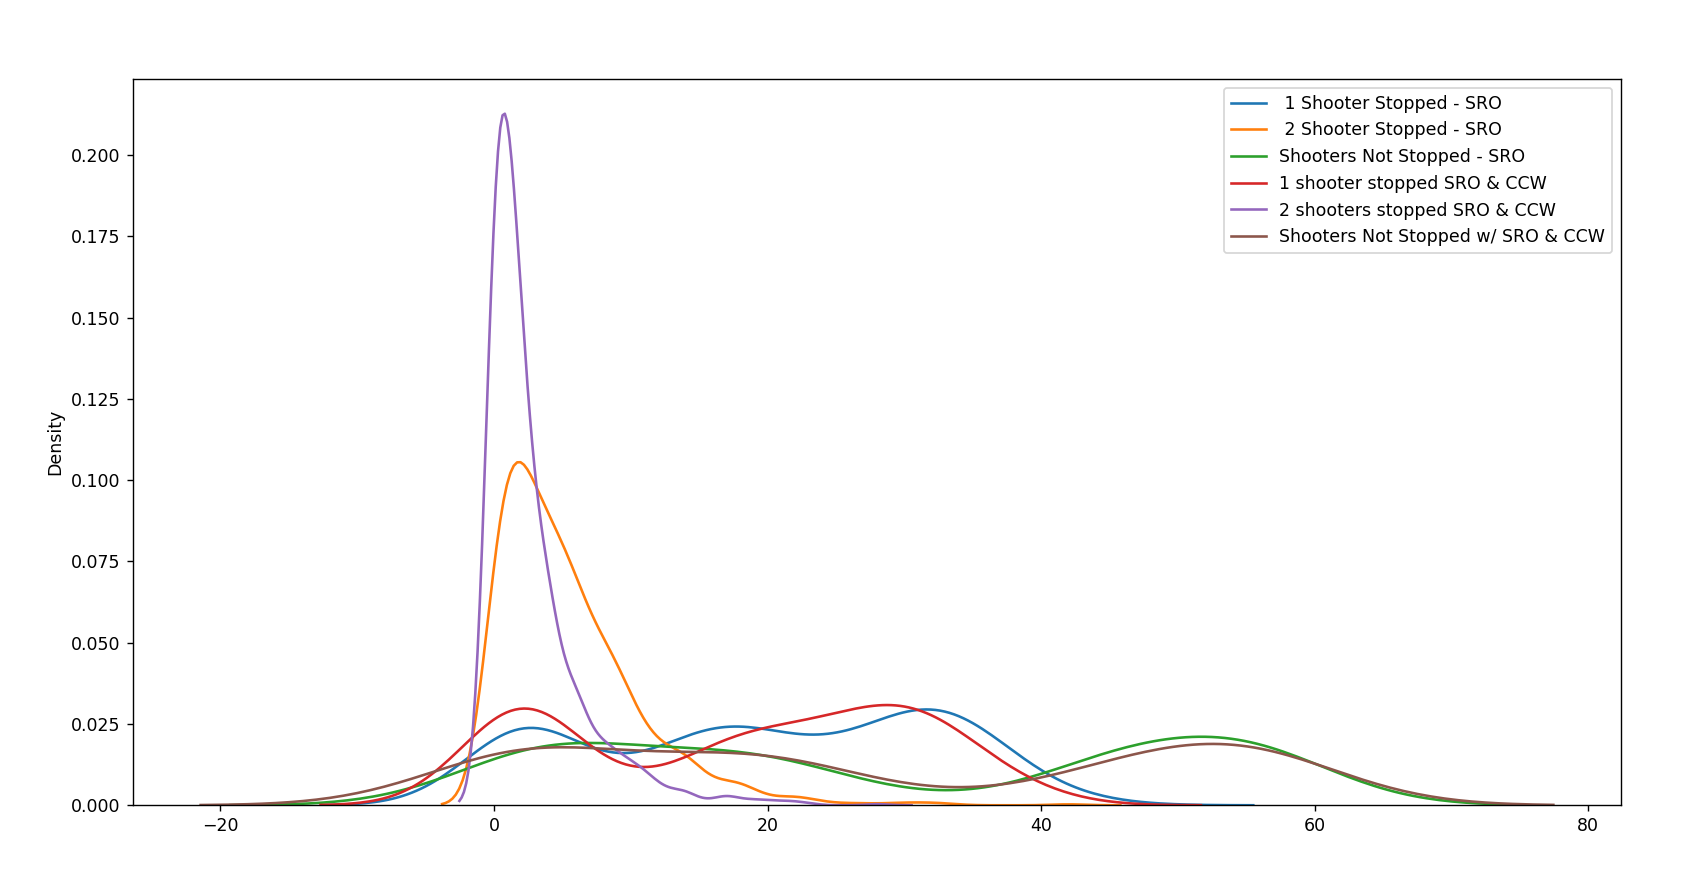 1 Shooter Stopped - SRO
2 Shooter Stopped - SRO
Shooters Not Stopped - SRO
1 shooter stopped SRO & CCW
2 shooters stopped SRO & CCW
Shooters Not Stopped w/ SRO & CCW
Density
0.200
0.175
0.150
0.125
0.100
0.075
0.050
0.025
0.000
−20 0 20 40 60 80